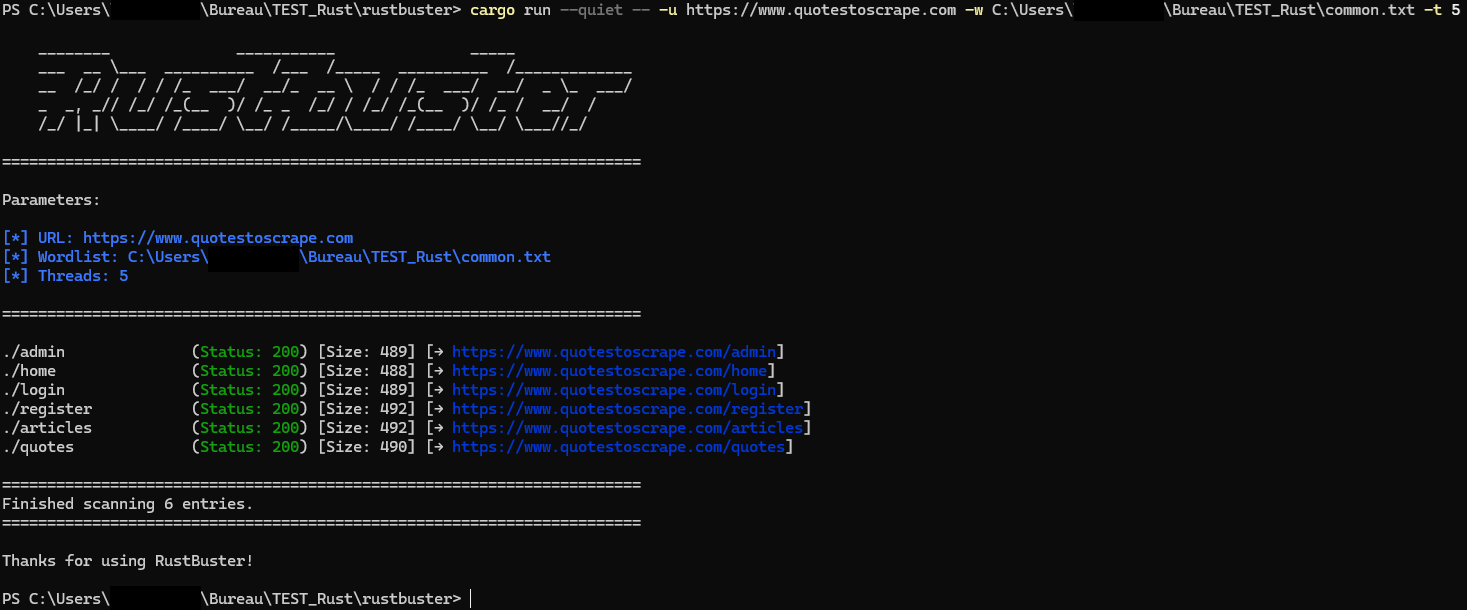 PS C:\Users\ \Bureau\TEST_Rust\rustbuster> cargo run --quiet -- -u https://www.quotestoscrape.com -w C:\Users\ \Bureau\TEST_Rust\common.txt -t 5
RustBuster
=======================================================================
Parameters:
[*] URL: https://www.quotestoscrape.com
[*] Wordlist: C:\Users\ \Bureau\TEST_Rust\common.txt
[*] Threads: 5
=======================================================================
./admin (Status: 200) [Size: 489] [→ https://www.quotestoscrape.com/admin]
./home (Status: 200) [Size: 488] [→ https://www.quotestoscrape.com/home]
./login (Status: 200) [Size: 489] [→ https://www.quotestoscrape.com/login]
./register (Status: 200) [Size: 492] [→ https://www.quotestoscrape.com/register]
./articles (Status: 200) [Size: 492] [→ https://www.quotestoscrape.com/articles]
./quotes (Status: 200) [Size: 490] [→ https://www.quotestoscrape.com/quotes]
=======================================================================
Finished scanning 6 entries.
=======================================================================
Thanks for using RustBuster!
PS C:\Users\ \Bureau\TEST_Rust\rustbuster>